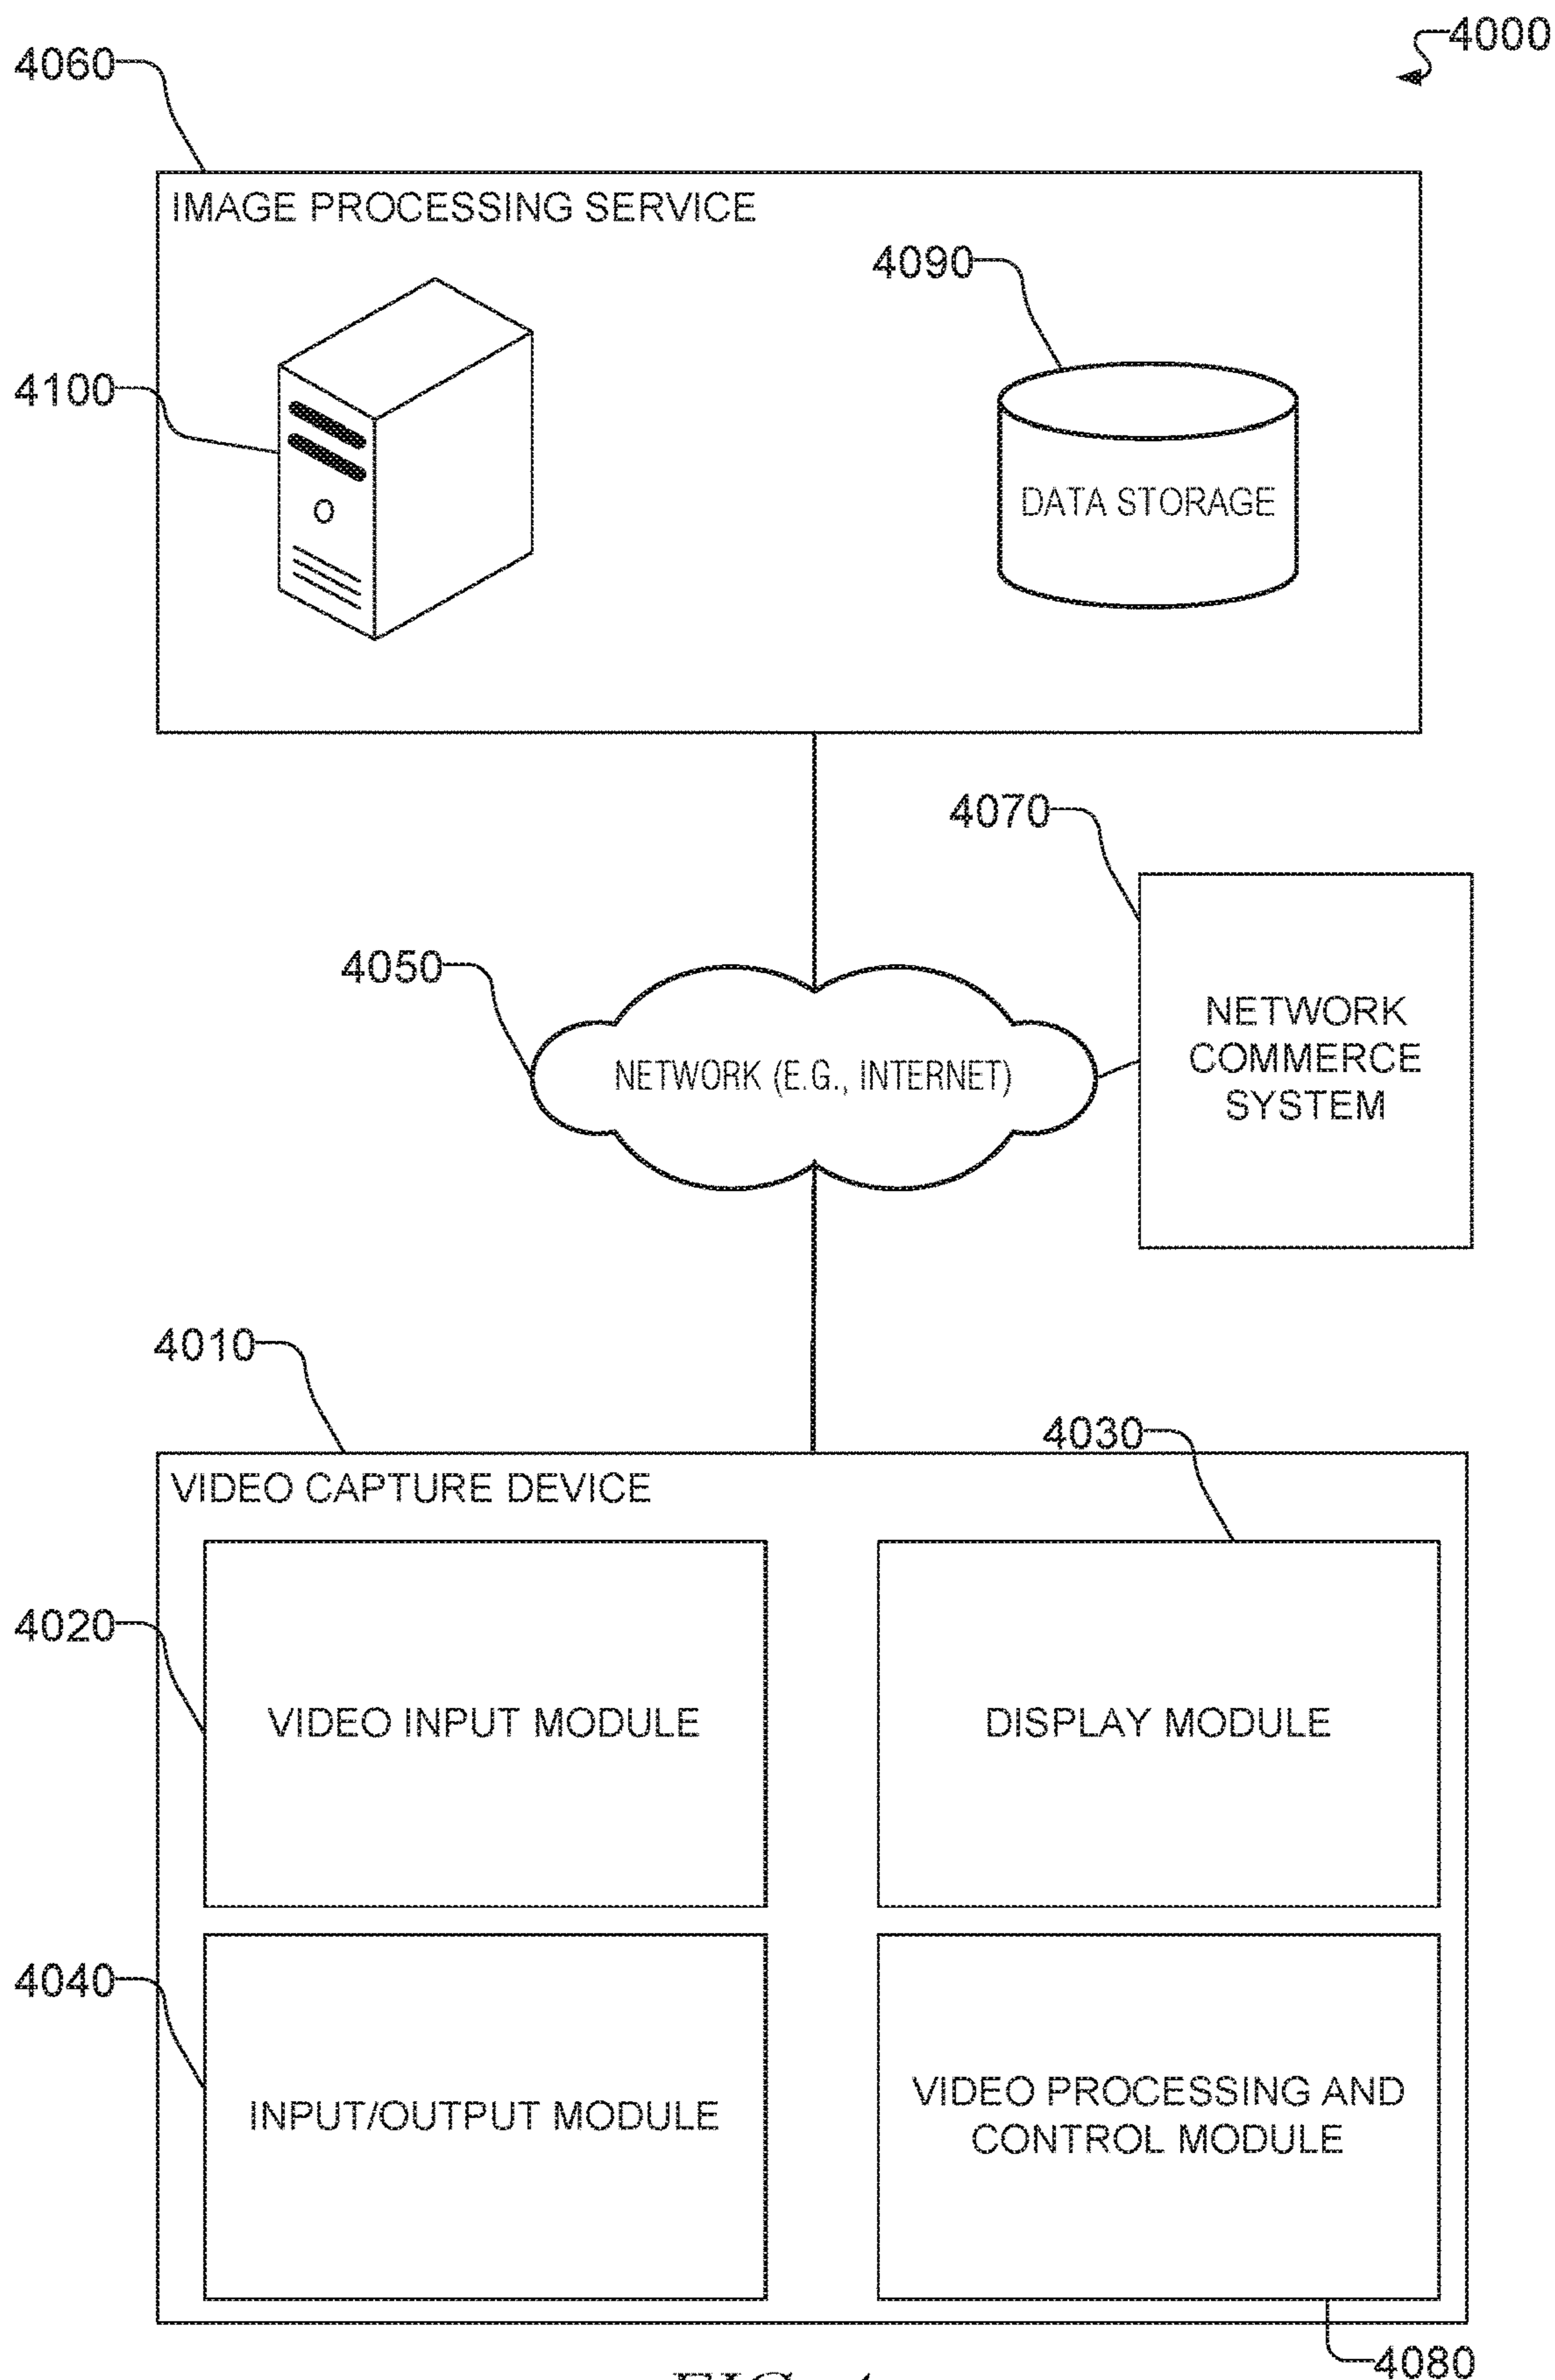 4000
4060
IMAGE PROCESSING SERVICE
4090
4100
DATA STORAGE
4070
4050
NETWORK
COMMERCE
SYSTEM
NETWORK (E.G., INTERNET)
4010
4030
VIDEO CAPTURE DEVICE
4020
VIDEO INPUT MODULE
DISPLAY MODULE
4040
INPUT/OUTPUT MODULE
VIDEO PROCESSING AND
CONTROL MODULE
4080